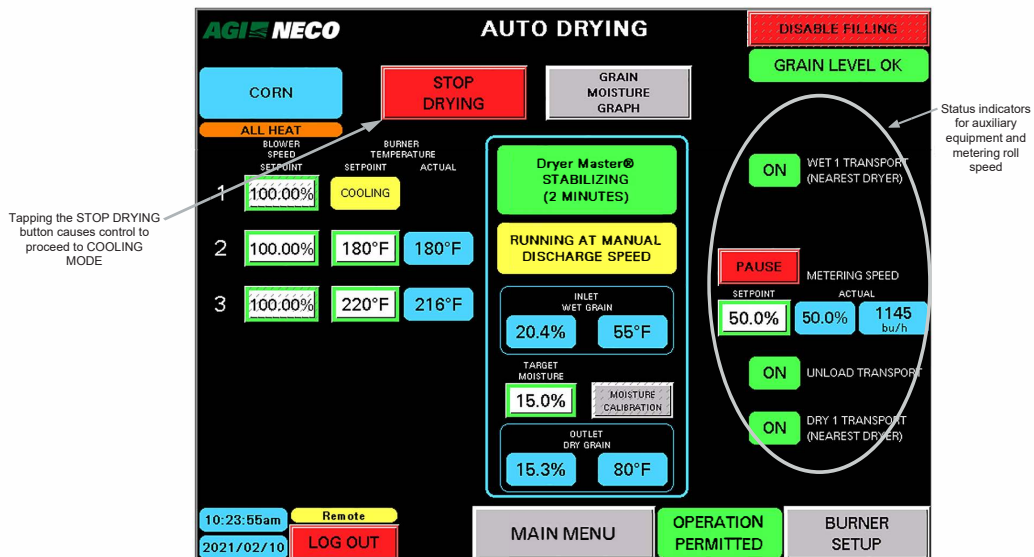 AGI NECO
AUTO DRYING
DISABLE FILLING
GRAIN LEVEL OK
CORN
STOP
DRYING
GRAIN
MOISTURE
GRAPH
ALL HEAT
BLOWER
SPEED
SETPOINT
BURNER
TEMPERATURE
SETPOINT
ACTUAL
1
100.00%
COOLING
2
100.00%
180°F
180°F
3
100.00%
220°F
216°F
Dryer Master®
STABILIZING
(2 MINUTES)
RUNNING AT MANUAL
DISCHARGE SPEED
INLET
WET GRAIN
20.4%
55°F
TARGET
MOISTURE
15.0%
MOISTURE
CALIBRATION
OUTLET
DRY GRAIN
15.3%
80°F
ON
WET 1 TRANSPORT
(NEAREST DRYER)
PAUSE
METERING SPEED
SETPOINT
ACTUAL
50.0%
50.0%
1145
bu/h
ON
UNLOAD TRANSPORT
ON
DRY 1 TRANSPORT
(NEAREST DRYER)
10:23:55am
Remote
2021/02/10
LOG OUT
MAIN MENU
OPERATION
PERMITTED
BURNER
SETUP
Tapping the STOP DRYING
button causes control to
proceed to COOLING
MODE
Status indicators
for auxiliary
equipment and
metering roll
speed